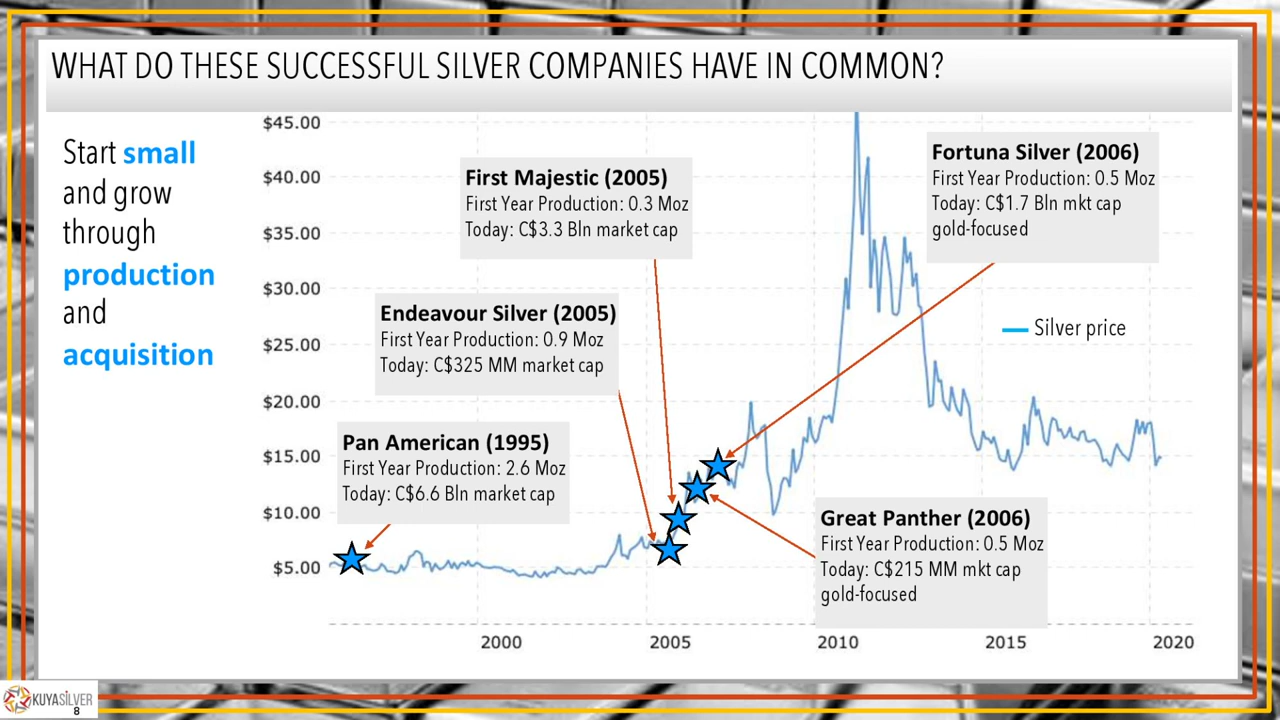 WHAT DO THESE SUCCESSFUL SILVER COMPANIES HAVE IN COMMON?
Start small
and grow
through
production
and
acquisition
$45.00
$40.00
$35.00
$30.00
$25.00
$20.00
$15.00
$10.00
$5.00
First Majestic (2005)
First Year Production: 0.3 Moz
Today: C$3.3 Bln market cap
Fortuna Silver (2006)
First Year Production: 0.5 Moz
Today: C$1.7 Bln mkt cap
gold-focused
Endeavour Silver (2005)
First Year Production: 0.9 Moz
Today: C$325 MM market cap
Silver price
Pan American (1995)
First Year Production: 2.6 Moz
Today: C$6.6 Bln market cap
Great Panther (2006)
First Year Production: 0.5 Moz
Today: C$215 MM mkt cap
gold-focused
2000
2005
2010
2015
2020
KUYASILVER
8